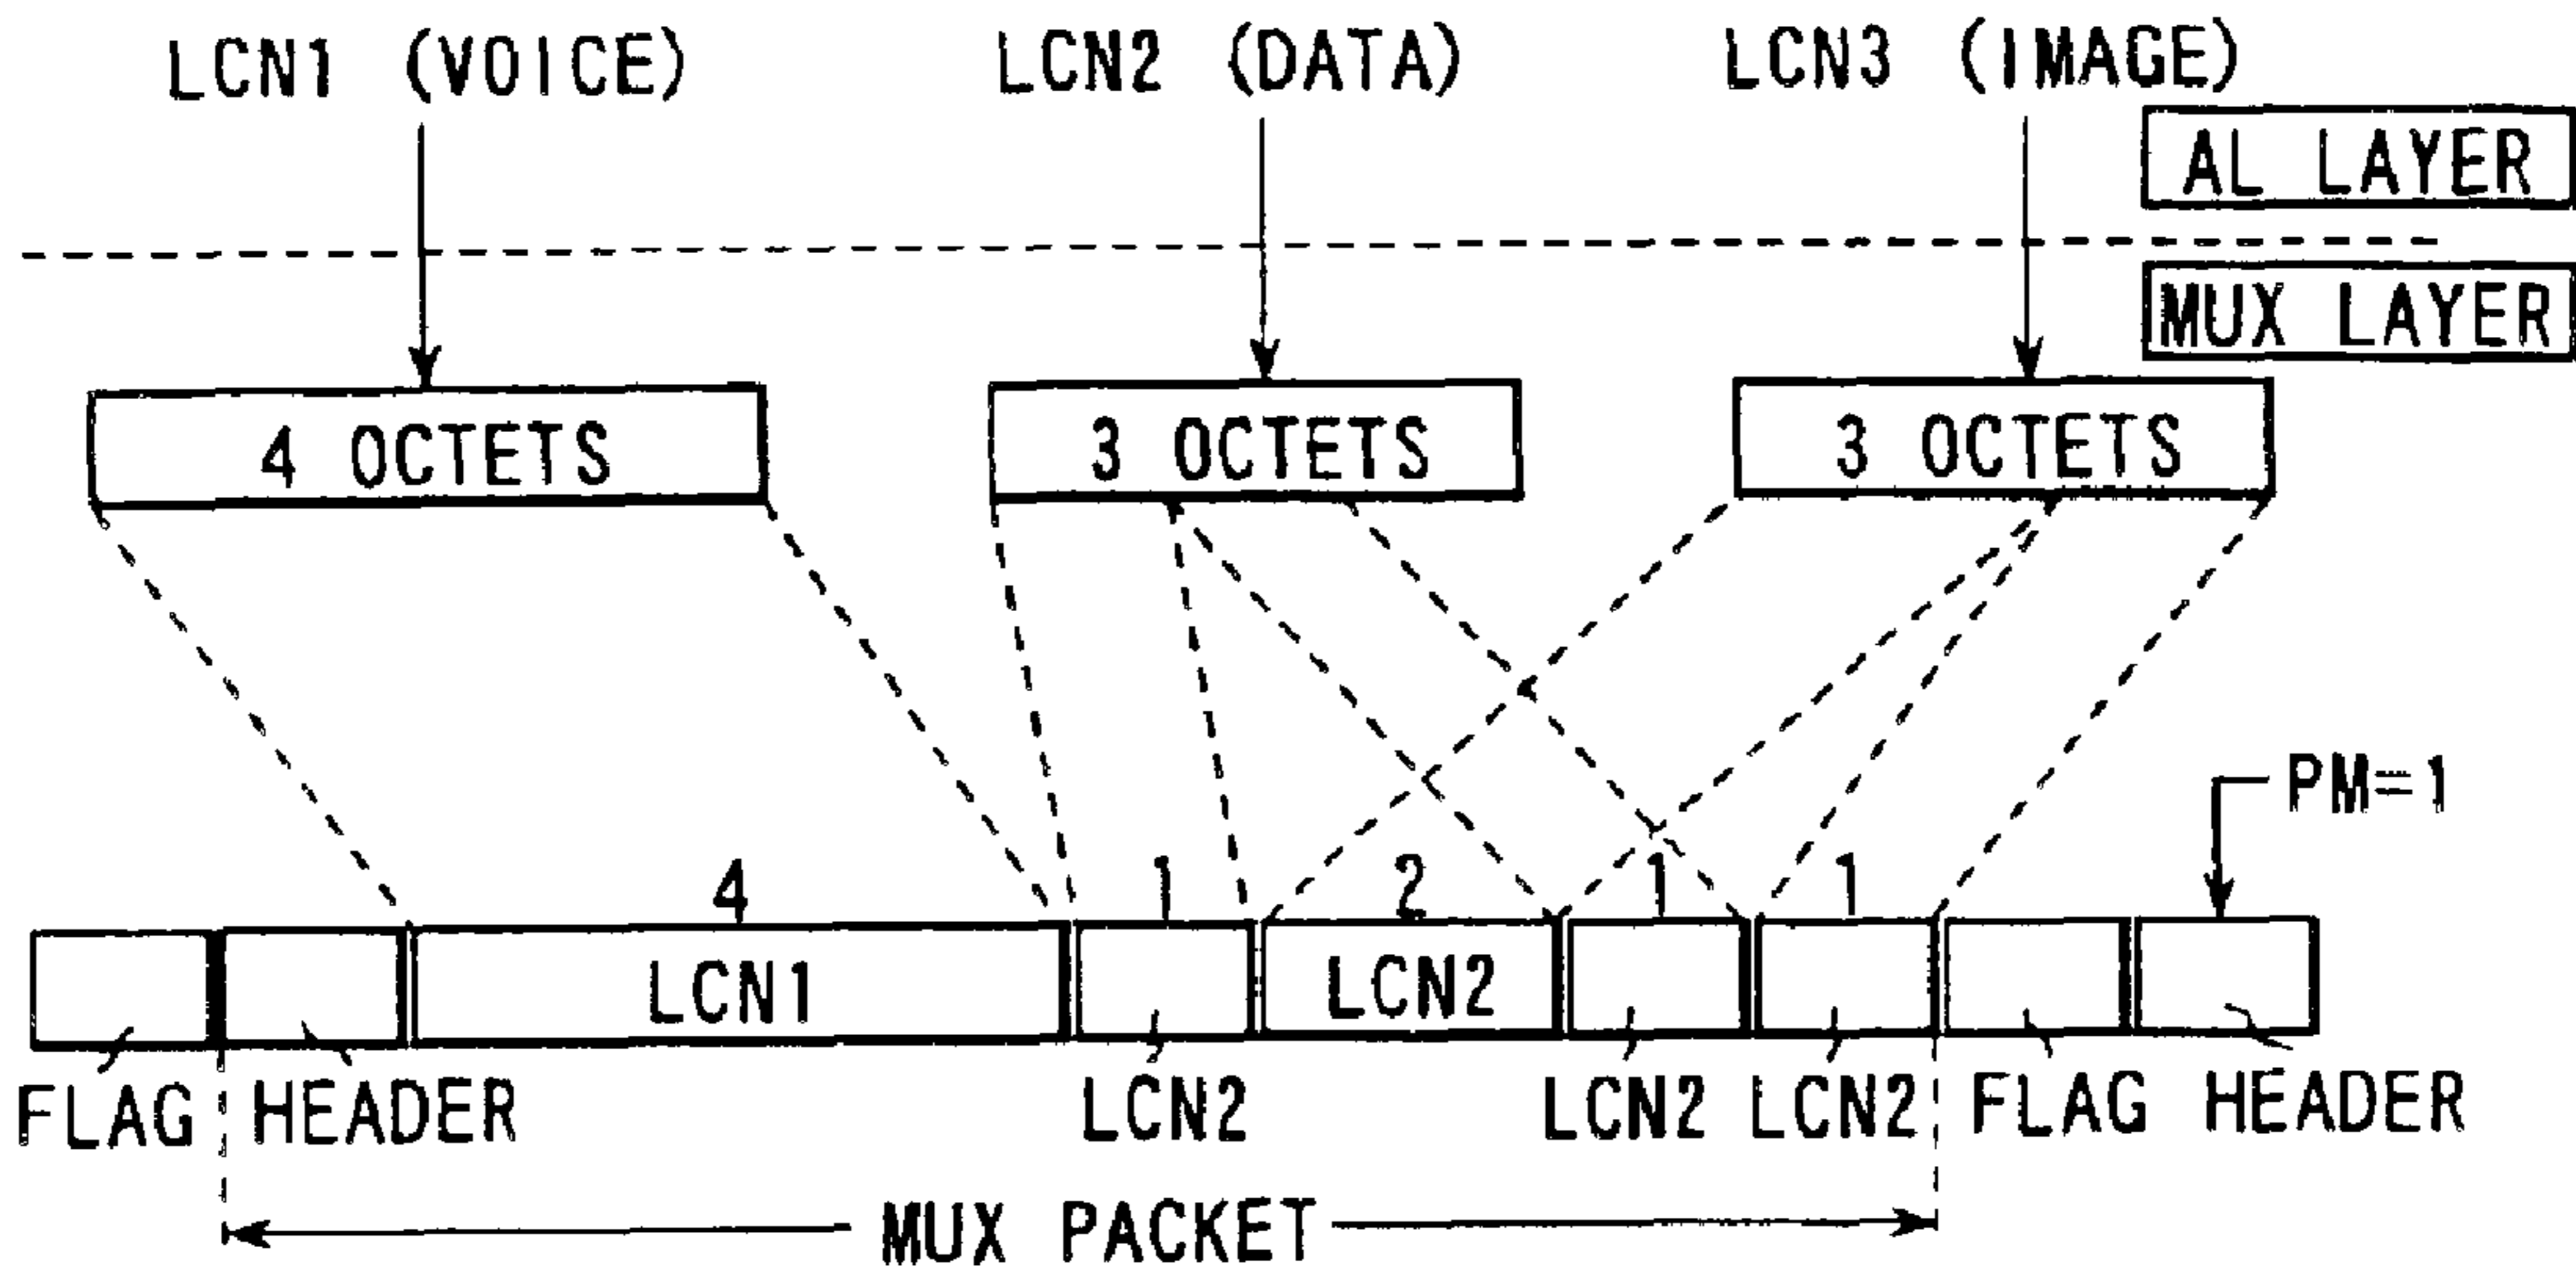 LCN1 (VOICE) LCN2 (DATA) LCN3 (IMAGE)
AL LAYER
MUX LAYER
4 OCTETS 3 OCTETS 3 OCTETS
PM=1
4 1 2 1 1
LCN1 LCN2
FLAG HEADER LCN2 LCN2 LCN2 FLAG HEADER
MUX PACKET